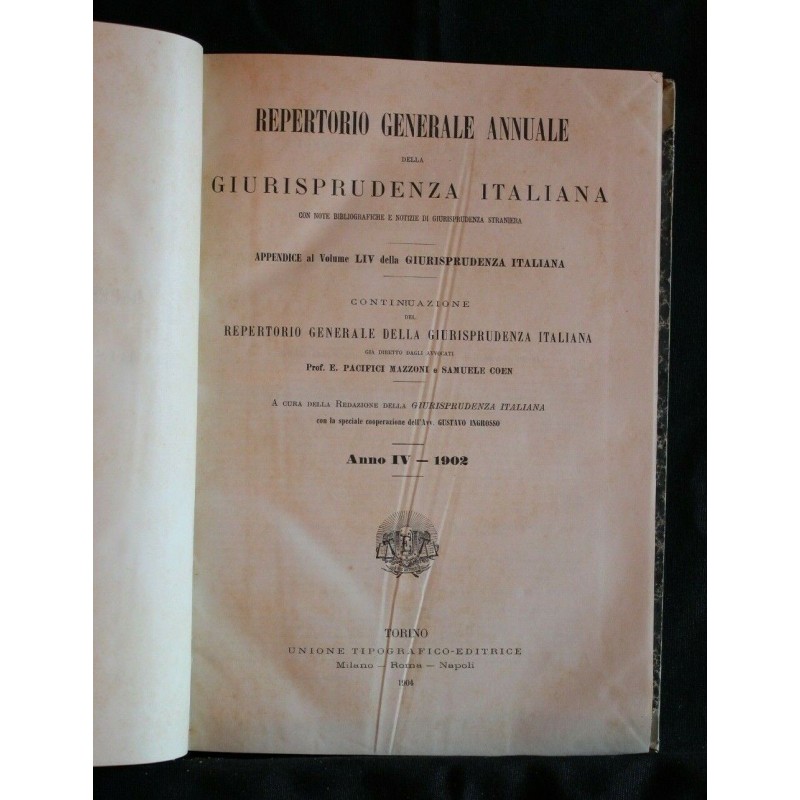 REPERTORIO GENERALE ANNUALE
DELLA
GIURISPRUDENZA ITALIANA
CON NOTE BIBLIOGRAFICHE E NOTIZIE DI GIURISPRUDENZA STRANIERA
APPENDICE al Volume LIV della GIURISPRUDENZA ITALIANA
CONTINUAZIONE
DEL
REPERTORIO GENERALE DELLA GIURISPRUDENZA ITALIANA
GIÀ DIRETTO DAGLI AVVOCATI
Prof. E. PACIFICI MAZZONI e SAMUELE COEN
A CURA DELLA REDAZIONE DELLA GIURISPRUDENZA ITALIANA
con la speciale cooperazione dell'Avv. GUSTAVO INGROSSO
Anno IV — 1902
TORINO
UNIONE TIPOGRAFICO-EDITRICE
Milano — Roma — Napoli
1904